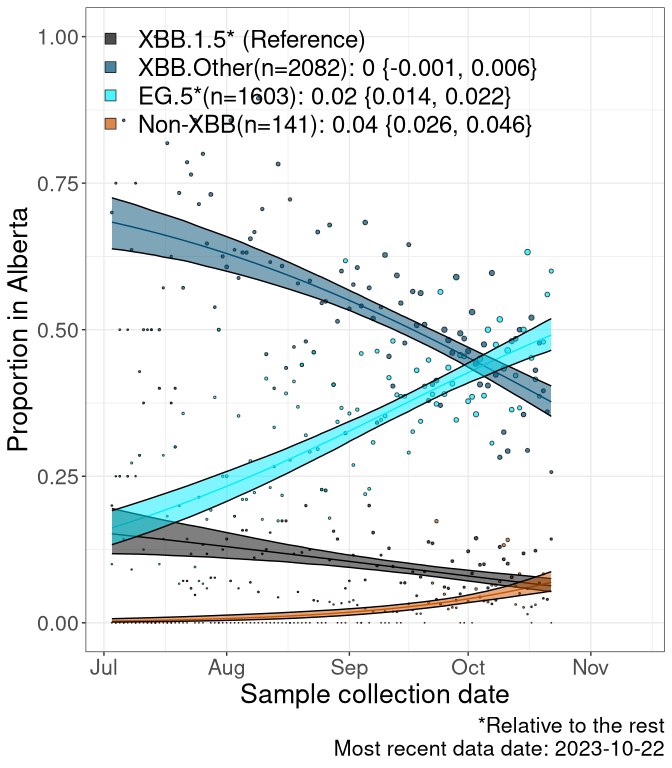 1.00
0.75
0.50
0.25
0.00
Proportion in Alberta
XBB.1.5* (Reference)
XBB.Other(n=2082): 0 {-0.001, 0.006}
EG.5*(n=1603): 0.02 {0.014, 0.022}
Non-XBB(n=141): 0.04 {0.026, 0.046}
Jul Aug Sep Oct Nov
Sample collection date
*Relative to the rest
Most recent data date: 2023-10-22